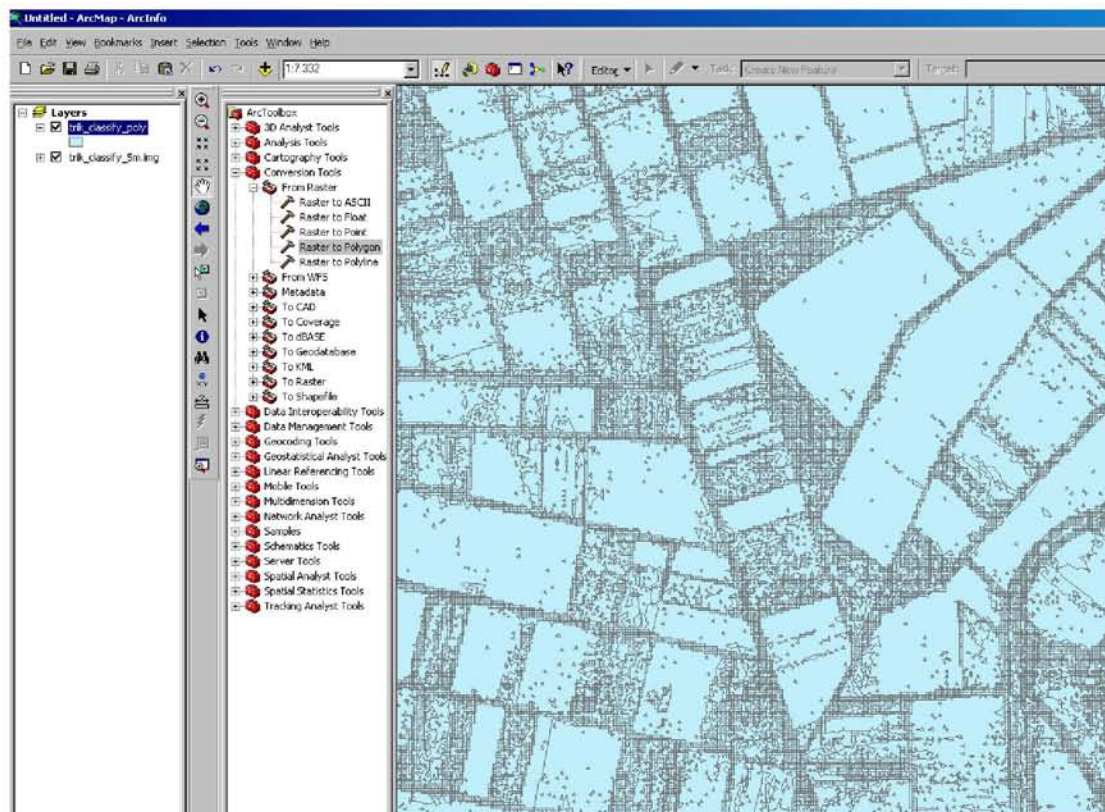 Untitled - ArcMap - ArcInfo
File Edit View Bookmarks Insert Selection Tools Window Help
1:7.332 Editor Task: Create New Feature Target:
Layers
trik_classify_poly
trik_classify_5m.img
ArcToolbox
3D Analyst Tools
Analysis Tools
Cartography Tools
Conversion Tools
From Raster
Raster to ASCII
Raster to Float
Raster to Point
Raster to Polygon
Raster to Polyline
From WFS
Metadata
To CAD
To Coverage
To dBASE
To Geodatabase
To KML
To Raster
To Shapefile
Data Interoperability Tools
Data Management Tools
Geocoding Tools
Geostatistical Analyst Tools
Linear Referencing Tools
Mobile Tools
Multidimension Tools
Network Analyst Tools
Samples
Schematics Tools
Server Tools
Spatial Analyst Tools
Spatial Statistics Tools
Tracking Analyst Tools